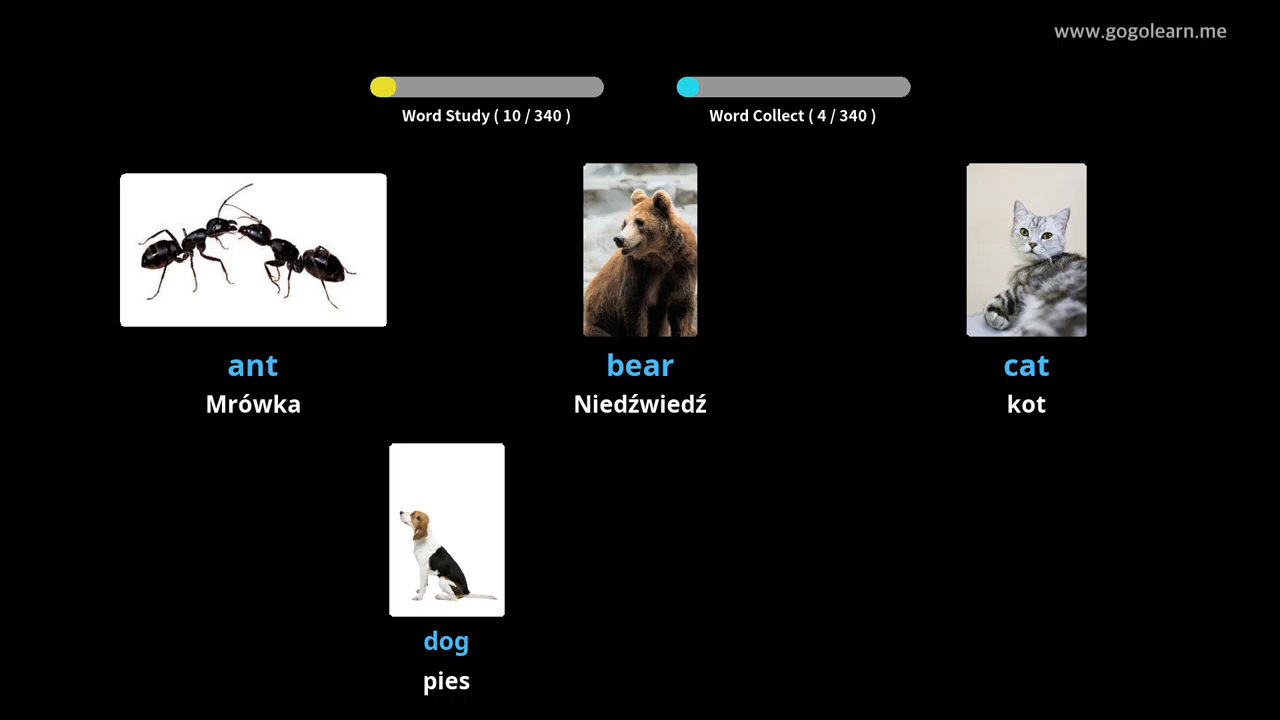 www.gogolearn.me
Word Study ( 10 / 340 )
Word Collect ( 4 / 340 )
ant
Mrówka
bear
Niedźwiedź
cat
kot
dog
pies